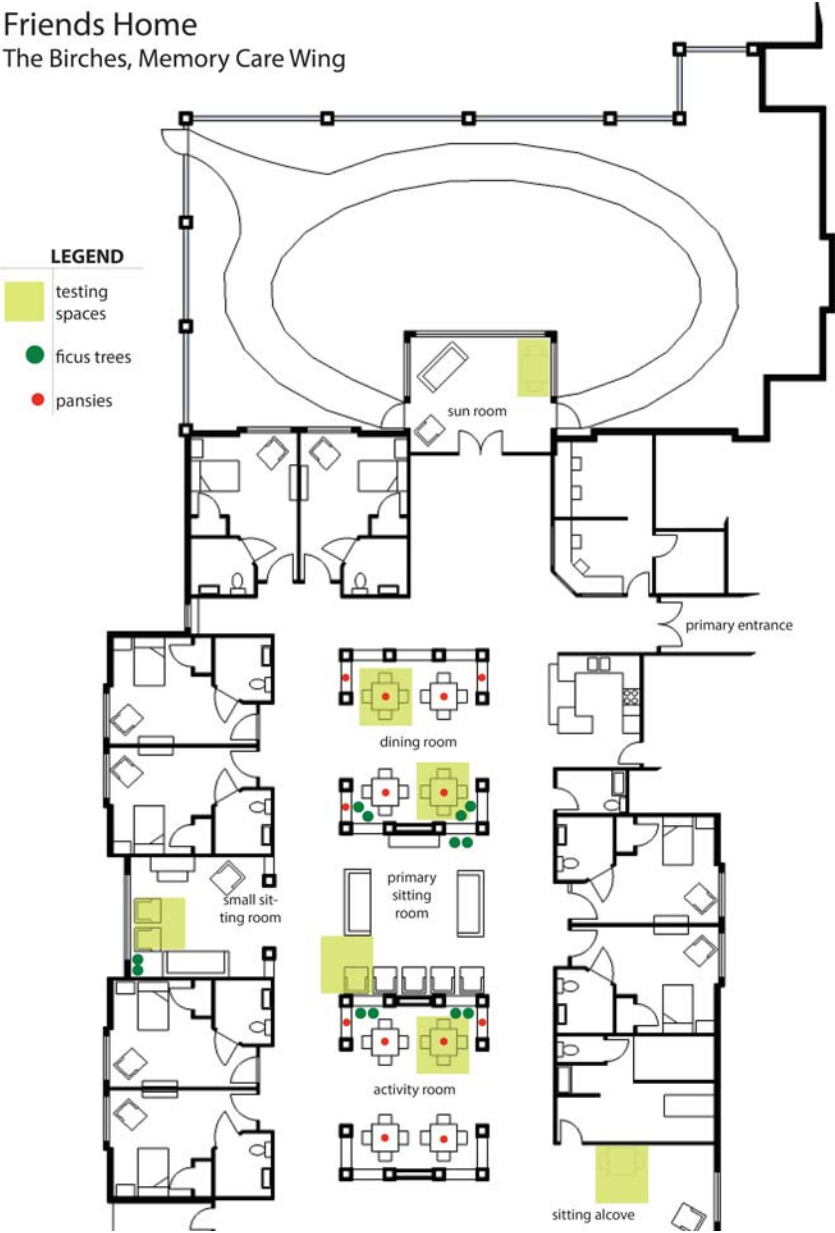 Friends Home
The Birches, Memory Care Wing
LEGEND
testing
spaces
ficus trees
pansies
sun room
primary entrance
dining room
primary
sitting
room
small sit-
ting room
activity room
sitting alcove